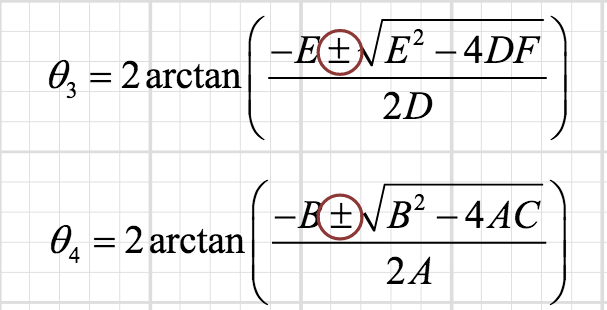 θ₃ = 2 arctan( (−E ± √(E² − 4DF)) / 2D )
θ₄ = 2 arctan( (−B ± √(B² − 4AC)) / 2A )